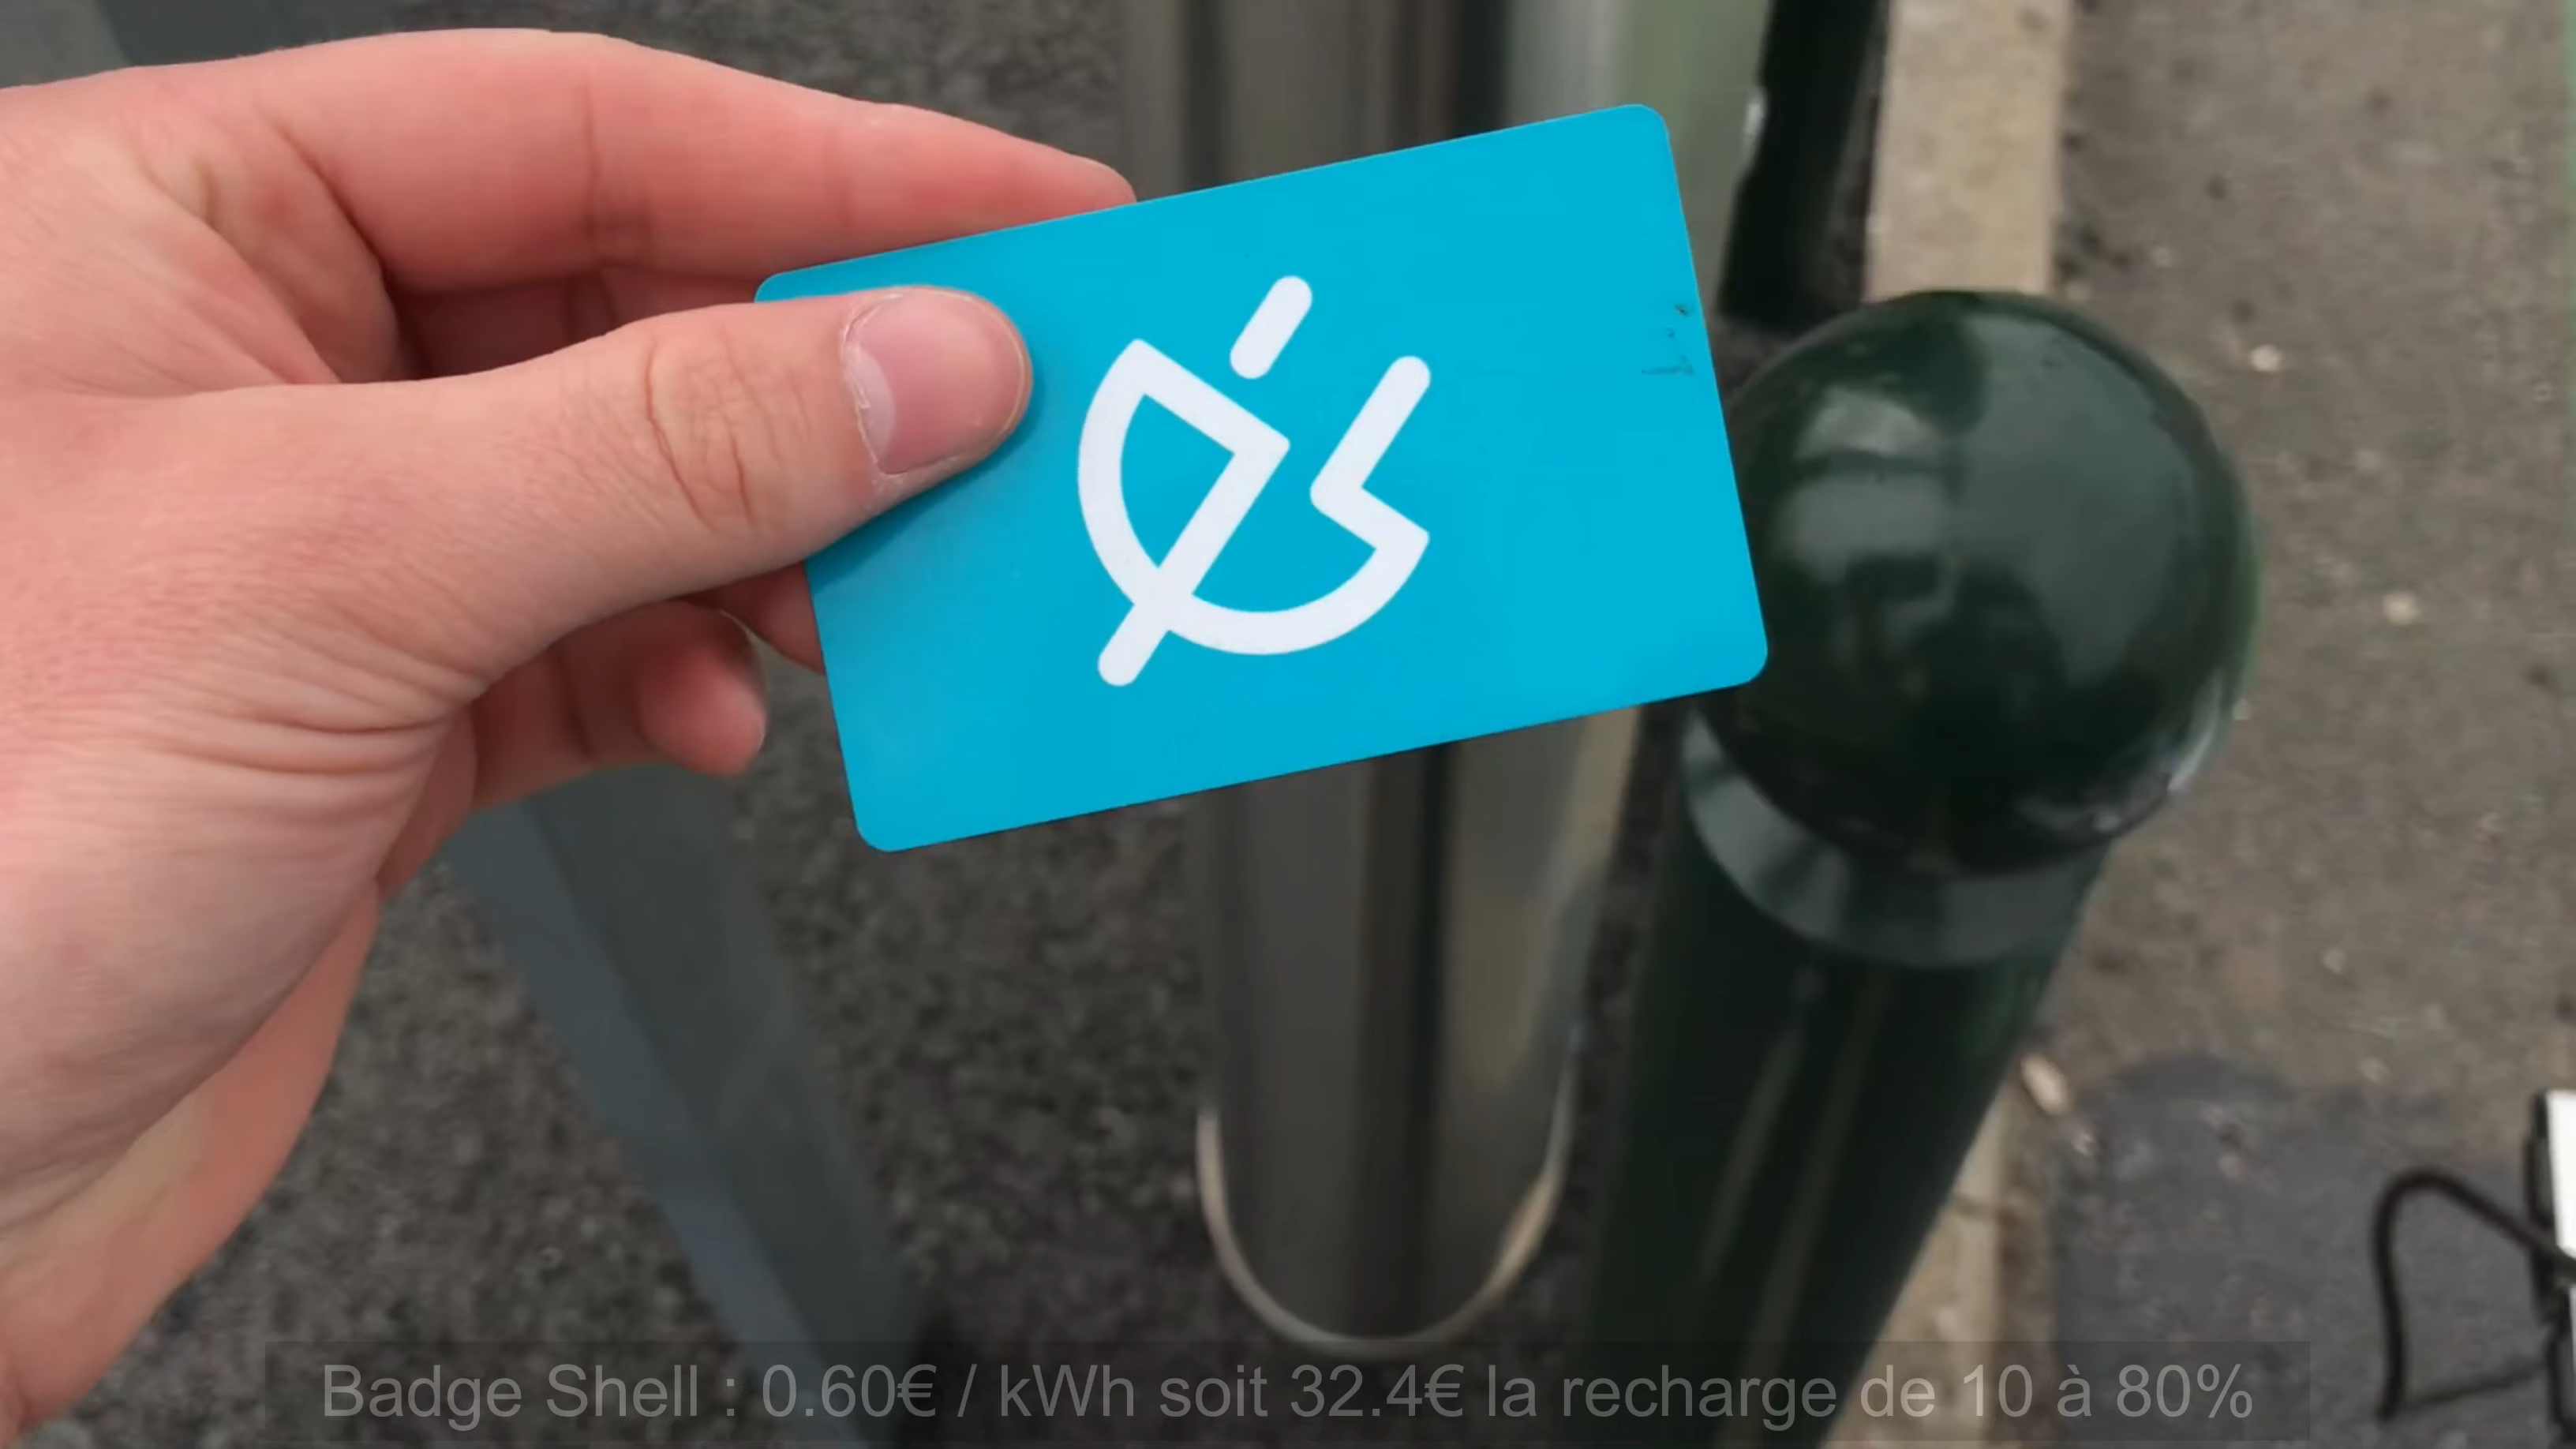 Badge Shell : 0.60€ / kWh soit 32.4€ la recharge de 10 à 80%